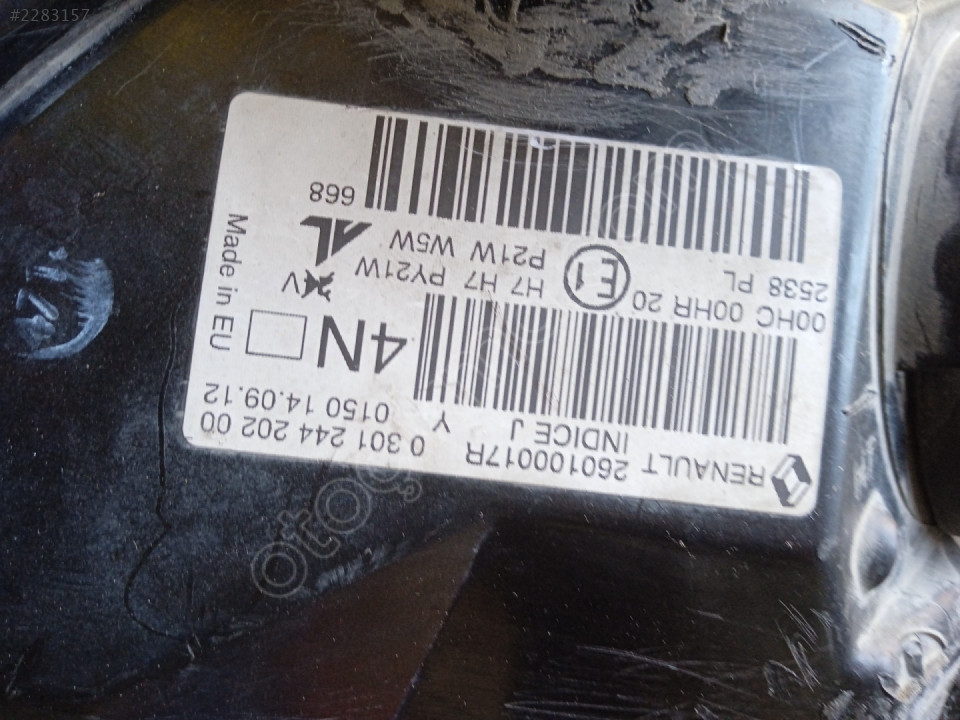 #2283157
RENAULT 260100017R
INDICE J
Y
0 301 244 202 00
0150 14.09.12
4N
Made in EU
00HC 00HR 20
2538 PL
E1
H7 H7 PY21W
P21W W5W
V
AL
668